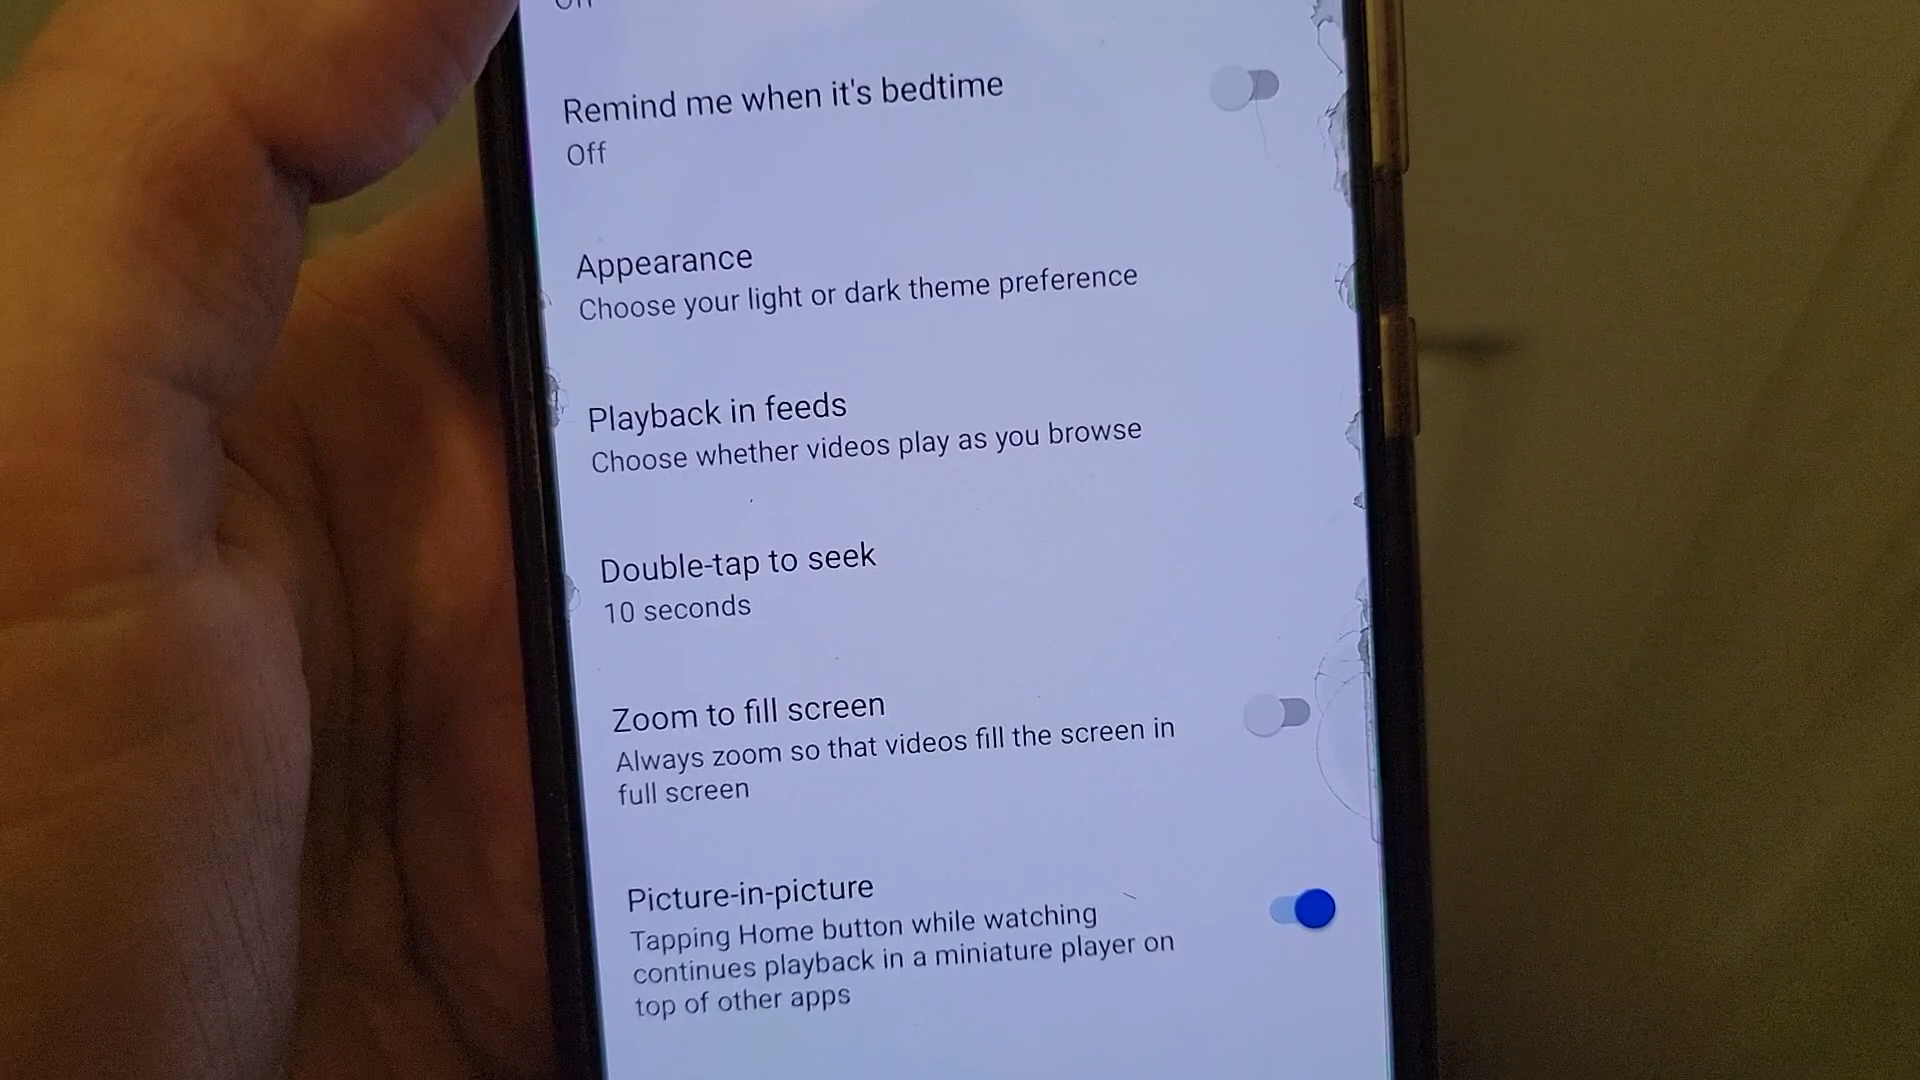 Remind me when it's bedtime
Off
Appearance
Choose your light or dark theme preference
Playback in feeds
Choose whether videos play as you browse
Double-tap to seek
10 seconds
Zoom to fill screen
Always zoom so that videos fill the screen in
full screen
Picture-in-picture
Tapping Home button while watching
continues playback in a miniature player on
top of other apps